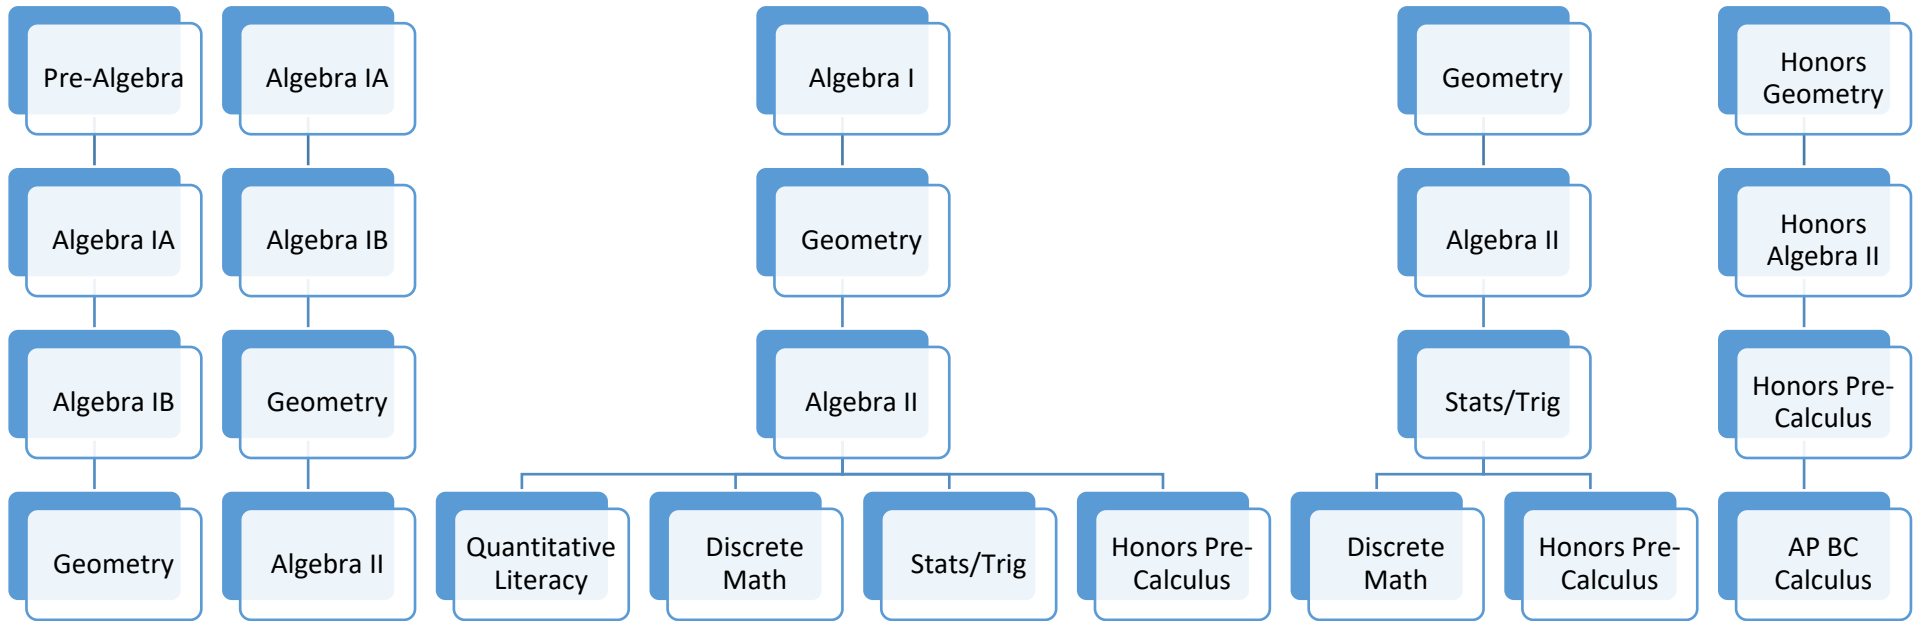 Pre-Algebra
Algebra IA
Algebra I
Geometry
Honors
Geometry
Algebra IA
Algebra IB
Geometry
Algebra II
Honors
Algebra II
Algebra IB
Geometry
Algebra II
Stats/Trig
Honors Pre-
Calculus
Geometry
Algebra II
Quantitative
Literacy
Discrete
Math
Stats/Trig
Honors Pre-
Calculus
Discrete
Math
Honors Pre-
Calculus
AP BC
Calculus